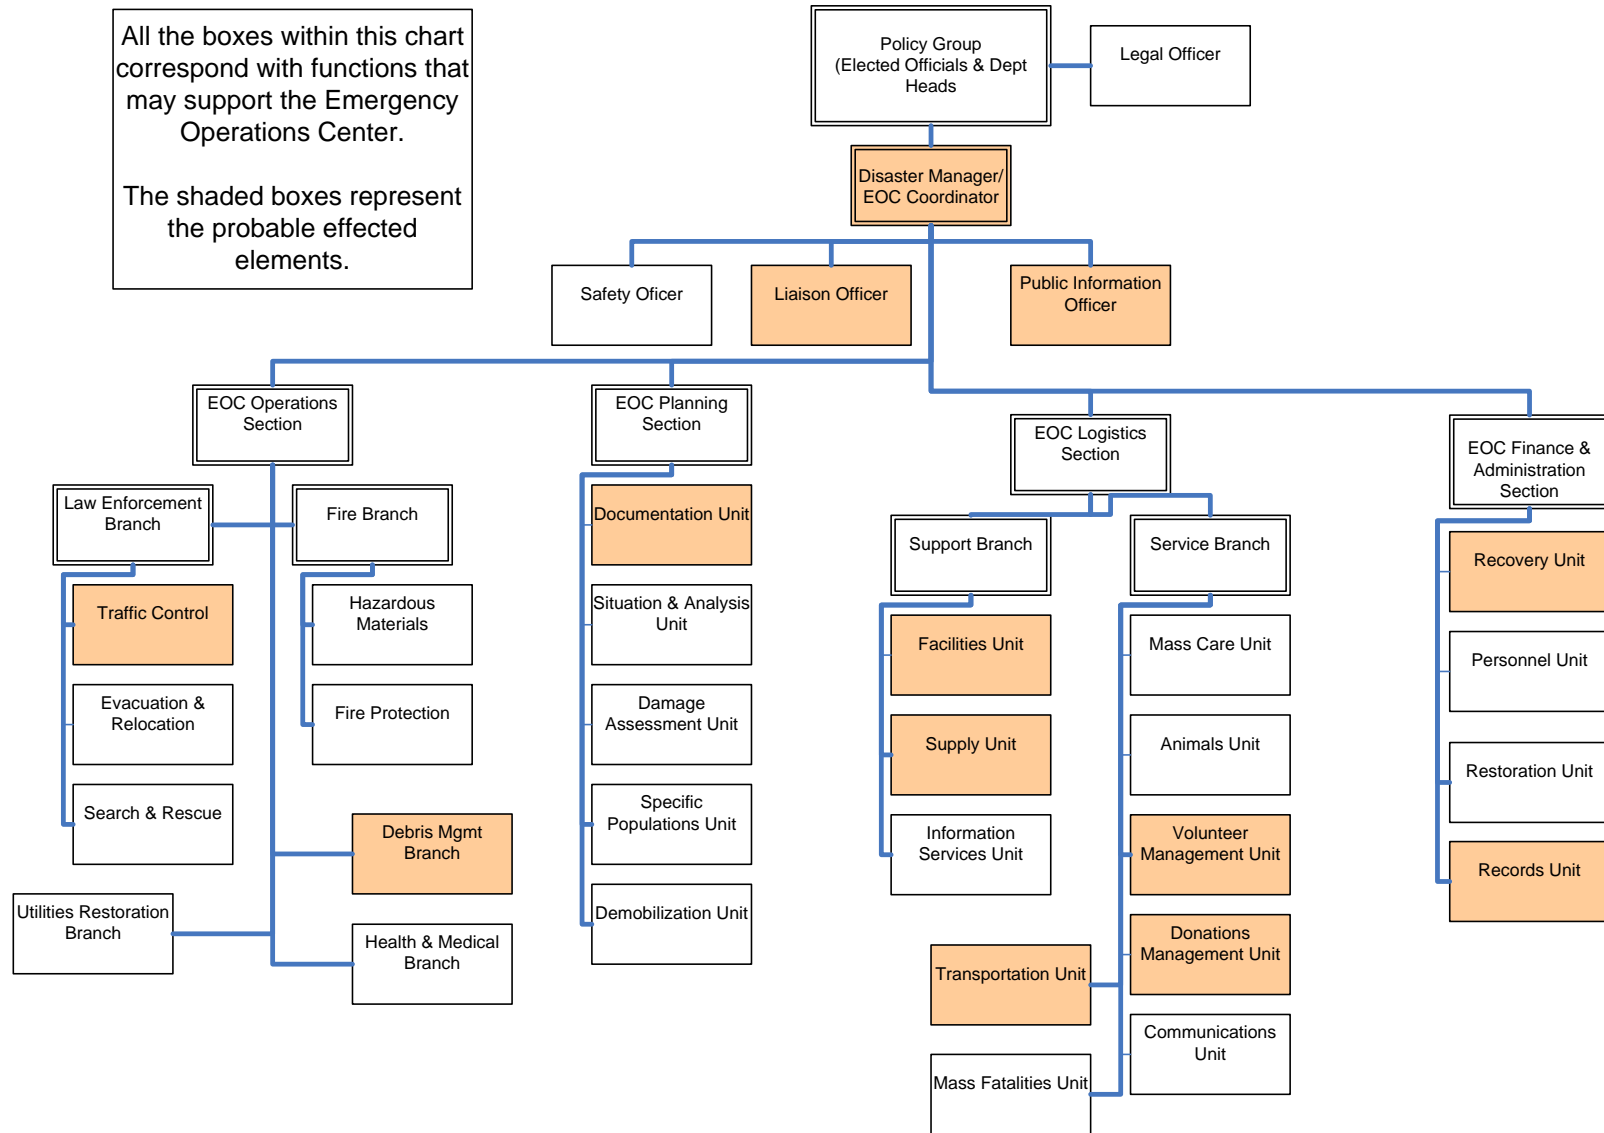 All the boxes within this chart
correspond with functions that
may support the Emergency
Operations Center.
The shaded boxes represent
the probable effected
elements.
Policy Group
(Elected Officials & Dept
Heads
Legal Officer
Disaster Manager/
EOC Coordinator
Safety Oficer
Liaison Officer
Public Information
Officer
EOC Operations
Section
EOC Planning
Section
EOC Logistics
Section
EOC Finance &
Administration
Section
Law Enforcement
Branch
Fire Branch
Traffic Control
Evacuation &
Relocation
Search & Rescue
Hazardous
Materials
Fire Protection
Debris Mgmt
Branch
Utilities Restoration
Branch
Health & Medical
Branch
Documentation Unit
Situation & Analysis
Unit
Damage
Assessment Unit
Specific
Populations Unit
Demobilization Unit
Support Branch
Service Branch
Facilities Unit
Supply Unit
Information
Services Unit
Mass Care Unit
Animals Unit
Volunteer
Management Unit
Donations
Management Unit
Transportation Unit
Communications
Unit
Mass Fatalities Unit
Recovery Unit
Personnel Unit
Restoration Unit
Records Unit